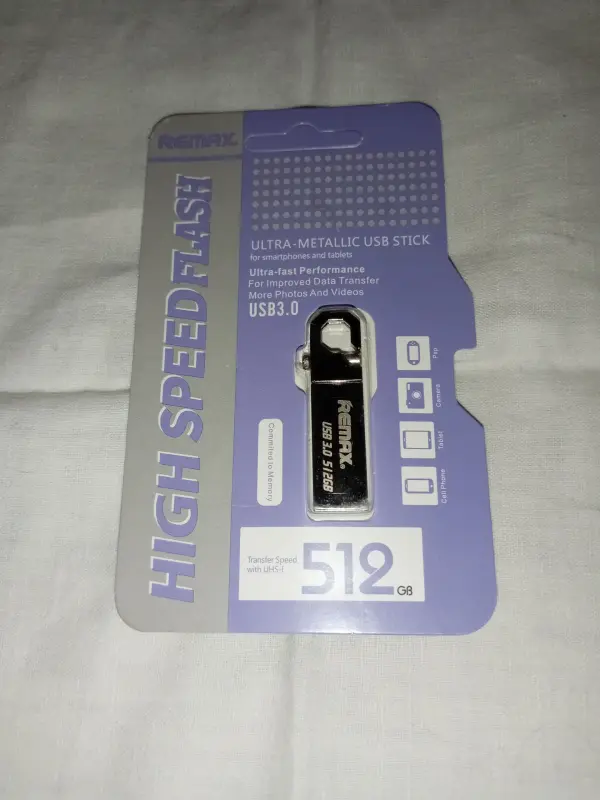 REMAX
HIGH SPEED FLASH
ULTRA-METALLIC USB STICK
for smartphones and tablets
Ultra-fast Performance
For Improved Data Transfer
More Photos And Videos
USB3.0
REMAX
USB 3.0 512GB
Committed to Memory
Psp
Camera
Tablet
Cell Phone
Transfer Speed
with UHS-I
512 GB